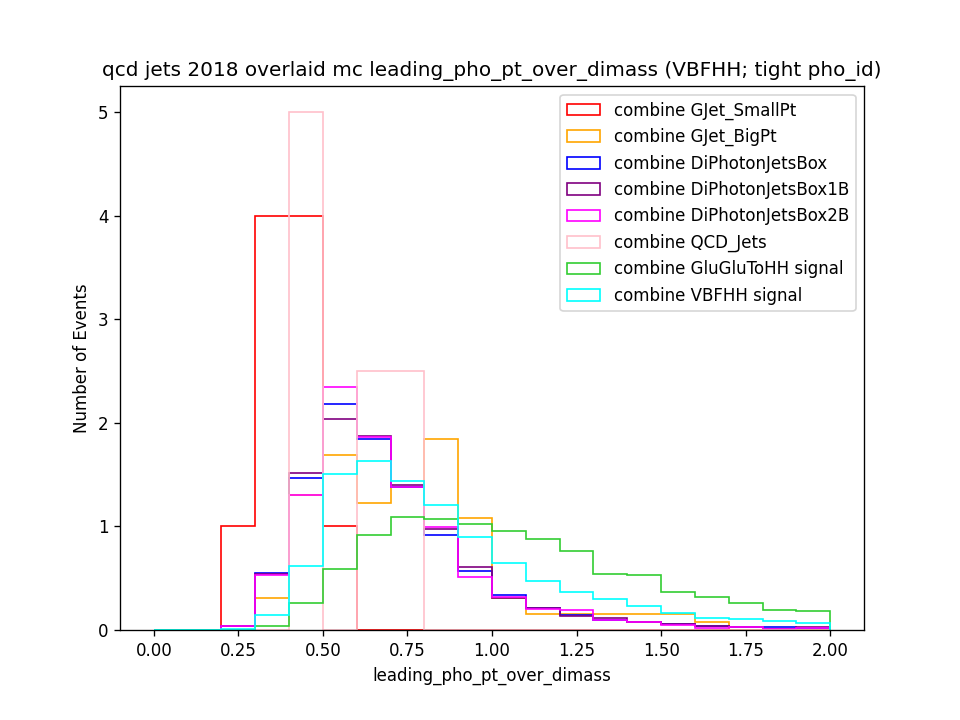 qcd jets 2018 overlaid mc leading_pho_pt_over_dimass (VBFHH; tight pho_id)
combine GJet_SmallPt
combine GJet_BigPt
combine DiPhotonJetsBox
combine DiPhotonJetsBox1B
combine DiPhotonJetsBox2B
combine QCD_Jets
combine GluGluToHH signal
combine VBFHH signal
Number of Events
5
4
3
2
1
0
0.00 0.25 0.50 0.75 1.00 1.25 1.50 1.75 2.00
leading_pho_pt_over_dimass